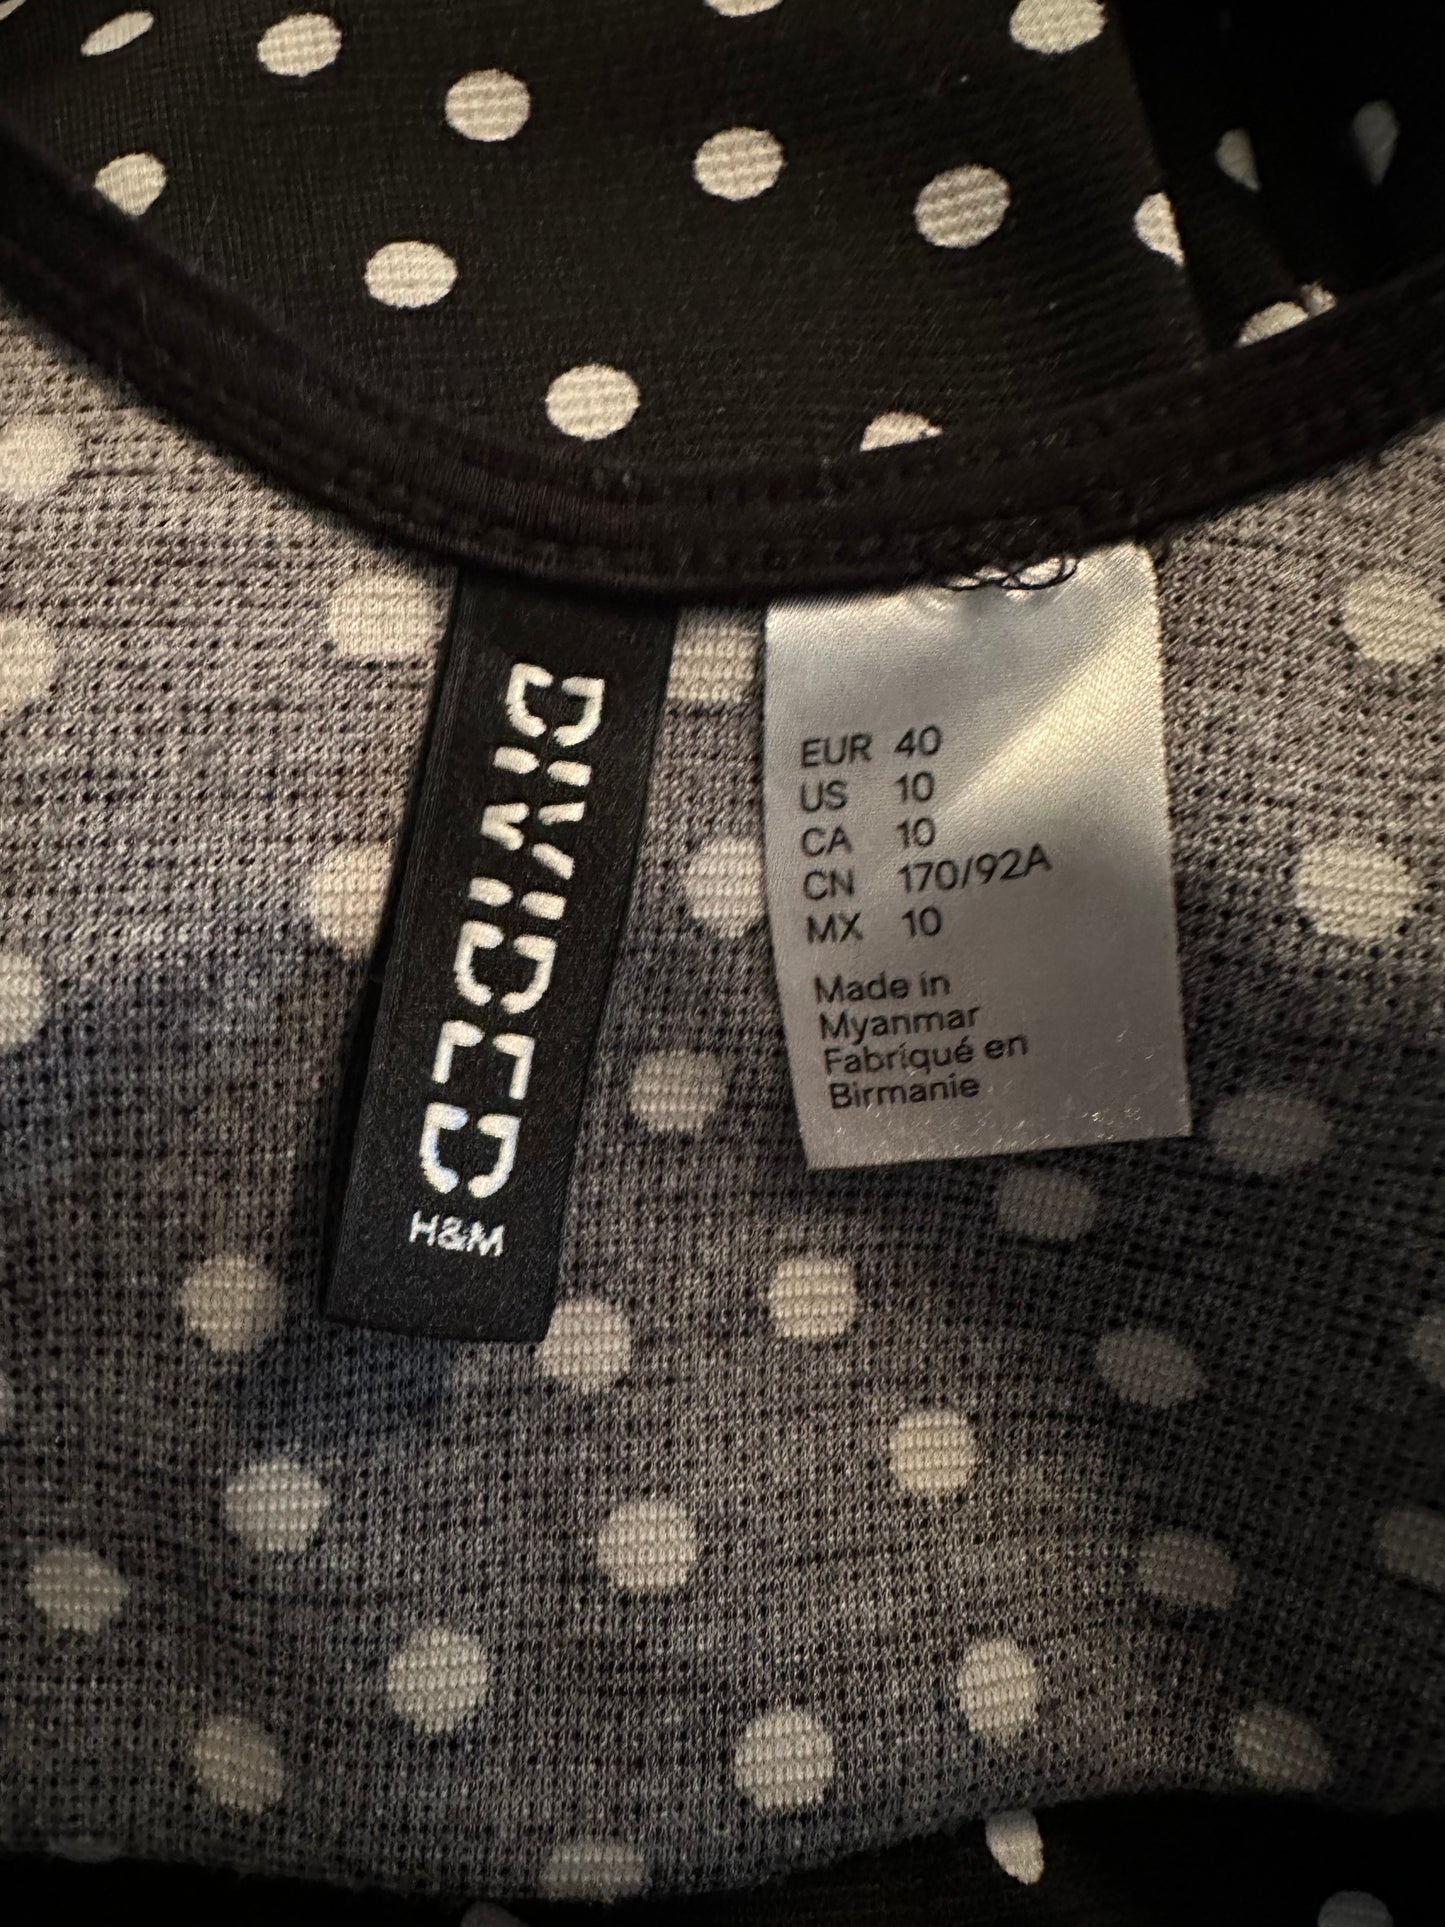 DIVIDED
H&M
EUR 40
US 10
CA 10
CN 170/92A
MX 10
Made in
Myanmar
Fabriqué en
Birmanie